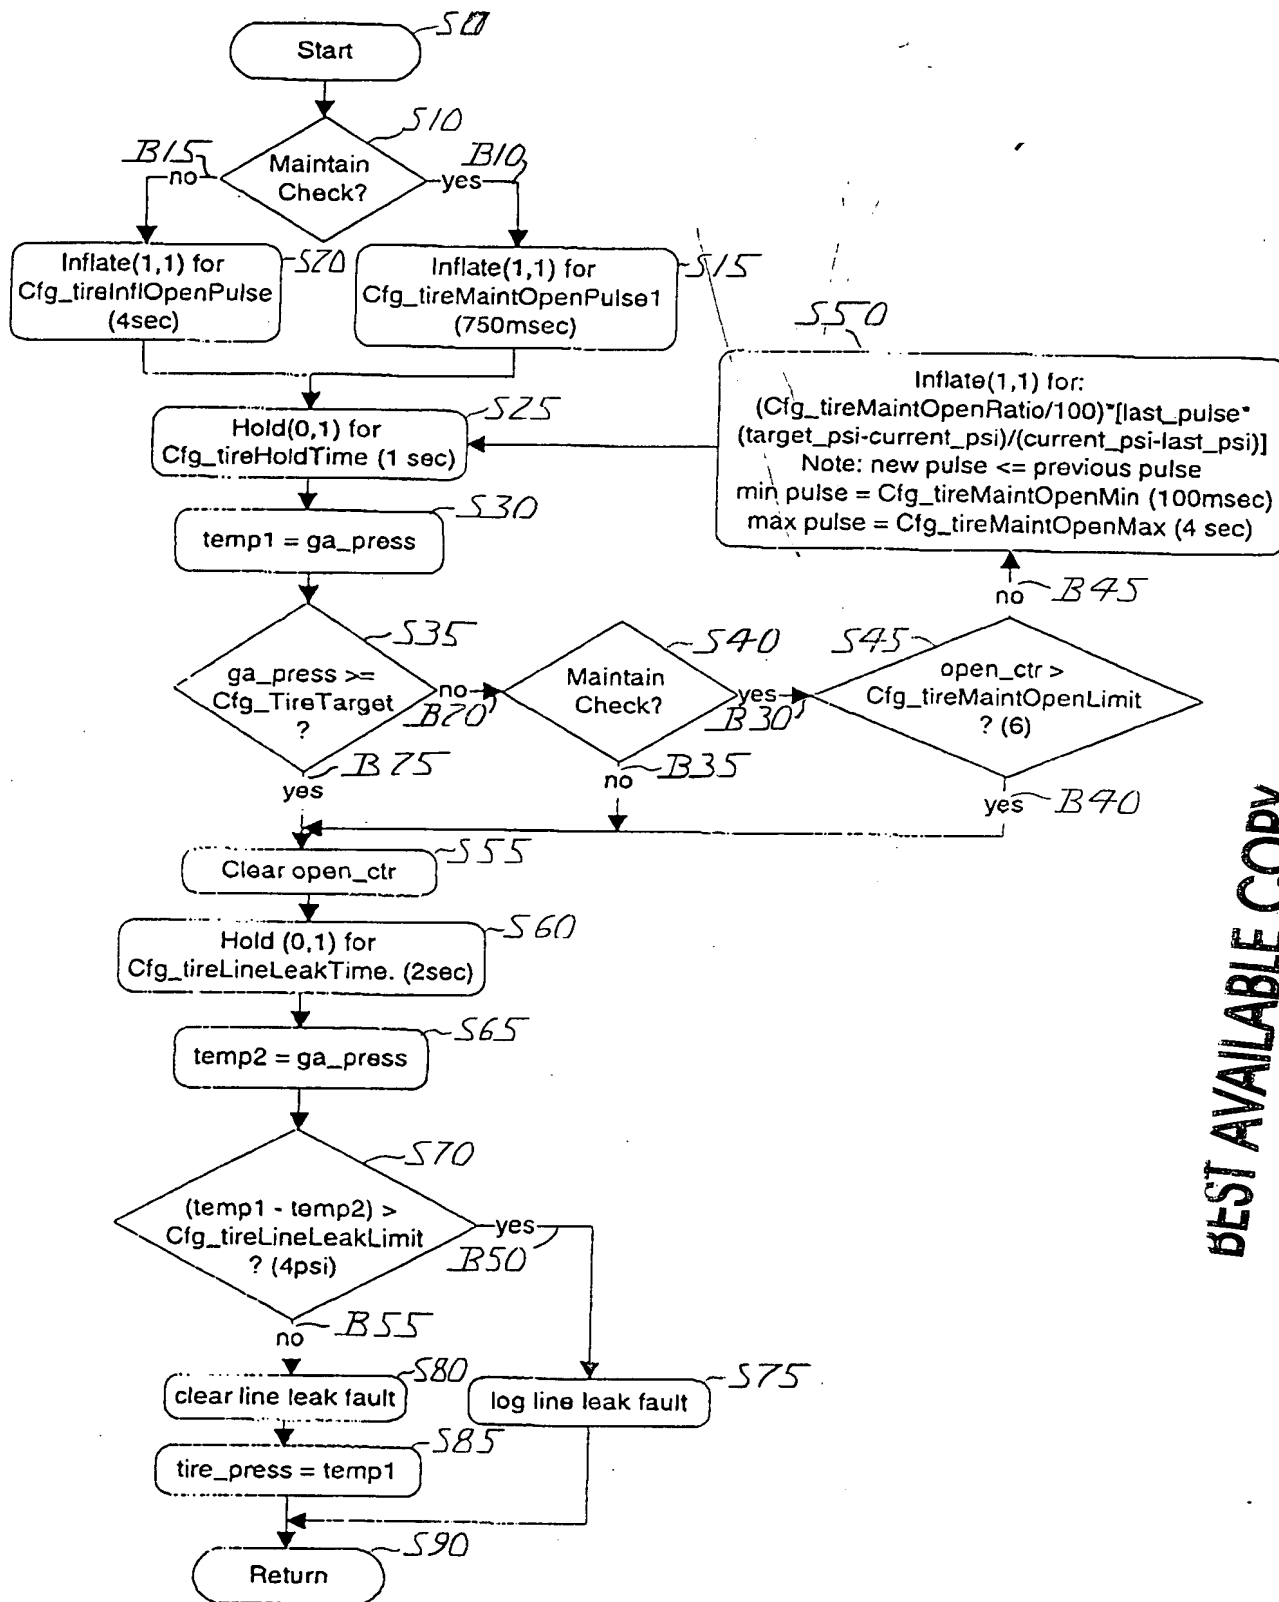 S0
Start
S10
Maintain
Check?
B15
no
B10
yes
S20
Inflate(1,1) for
Cfg_tireInflOpenPulse
(4sec)
S15
Inflate(1,1) for
Cfg_tireMaintOpenPulse1
(750msec)
S50
Inflate(1,1) for:
(Cfg_tireMaintOpenRatio/100)*[last_pulse*
(target_psi-current_psi)/(current_psi-last_psi)]
Note: new pulse <= previous pulse
min pulse = Cfg_tireMaintOpenMin (100msec)
max pulse = Cfg_tireMaintOpenMax (4 sec)
S25
Hold(0,1) for
Cfg_tireHoldTime (1 sec)
S30
temp1 = ga_press
S35
ga_press >=
Cfg_TireTarget
?
no
B20
S40
Maintain
Check?
yes
B30
S45
open_ctr >
Cfg_tireMaintOpenLimit
? (6)
no
B45
B25
yes
B35
no
yes
B40
S55
Clear open_ctr
S60
Hold (0,1) for
Cfg_tireLineLeakTime. (2sec)
S65
temp2 = ga_press
S70
(temp1 - temp2) >
Cfg_tireLineLeakLimit
? (4psi)
yes
B50
B55
no
S80
clear line leak fault
S75
log line leak fault
S85
tire_press = temp1
S90
Return
BEST AVAILABLE COPY